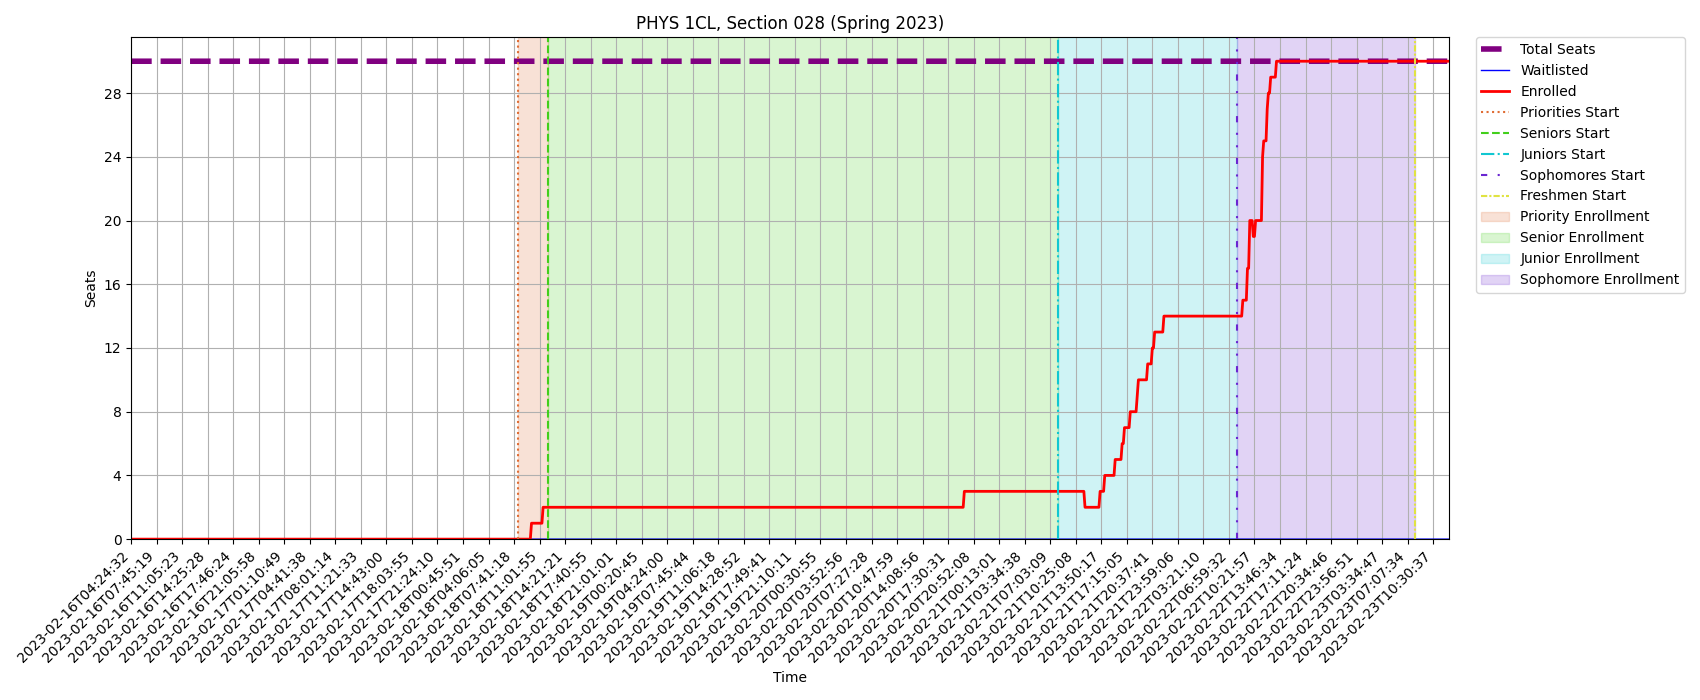 PHYS 1CL, Section 028 (Spring 2023)
Seats
28
24
20
16
12
8
4
0
2023-02-16T04:24:32
2023-02-16T07:45:19
2023-02-16T11:05:23
2023-02-16T14:25:28
2023-02-16T17:46:24
2023-02-16T21:05:58
2023-02-17T01:10:49
2023-02-17T04:41:38
2023-02-17T08:01:14
2023-02-17T11:21:33
2023-02-17T14:43:00
2023-02-17T18:03:55
2023-02-17T21:24:10
2023-02-18T00:45:51
2023-02-18T04:06:05
2023-02-18T07:41:18
2023-02-18T11:01:55
2023-02-18T14:21:21
2023-02-18T17:40:55
2023-02-18T21:01:01
2023-02-19T00:20:45
2023-02-19T04:24:00
2023-02-19T07:45:44
2023-02-19T11:06:18
2023-02-19T14:28:52
2023-02-19T17:49:41
2023-02-19T21:10:11
2023-02-20T00:30:55
2023-02-20T03:52:56
2023-02-20T07:27:28
2023-02-20T10:47:59
2023-02-20T14:08:56
2023-02-20T17:30:31
2023-02-20T20:52:08
2023-02-21T00:13:01
2023-02-21T03:34:38
2023-02-21T07:03:09
2023-02-21T10:25:08
2023-02-21T13:50:17
2023-02-21T17:15:05
2023-02-21T20:37:41
2023-02-21T23:59:06
2023-02-22T03:21:10
2023-02-22T06:59:32
2023-02-22T10:21:57
2023-02-22T13:46:34
2023-02-22T17:11:24
2023-02-22T20:34:46
2023-02-22T23:56:51
2023-02-23T03:34:47
2023-02-23T07:07:34
2023-02-23T10:30:37
Time
Total Seats
Waitlisted
Enrolled
Priorities Start
Seniors Start
Juniors Start
Sophomores Start
Freshmen Start
Priority Enrollment
Senior Enrollment
Junior Enrollment
Sophomore Enrollment